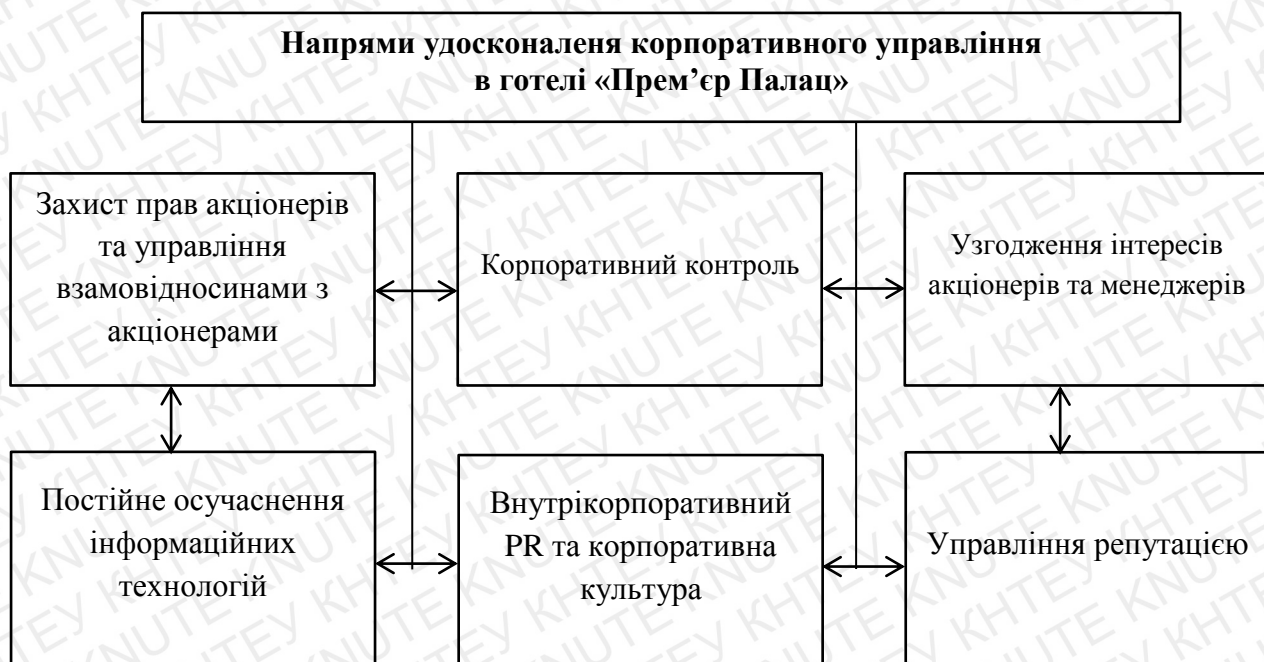 Напрями удосконаленя корпоративного управління
в готелі «Прем’єр Палац»
Захист прав акціонерів
та управління
взамовідносинами з
акціонерами
Корпоративний контроль
Узгодження інтересів
акціонерів та менеджерів
Постійне осучаснення
інформаційних
технологій
Внутрікорпоративний
PR та корпоративна
культура
Управління репутацією